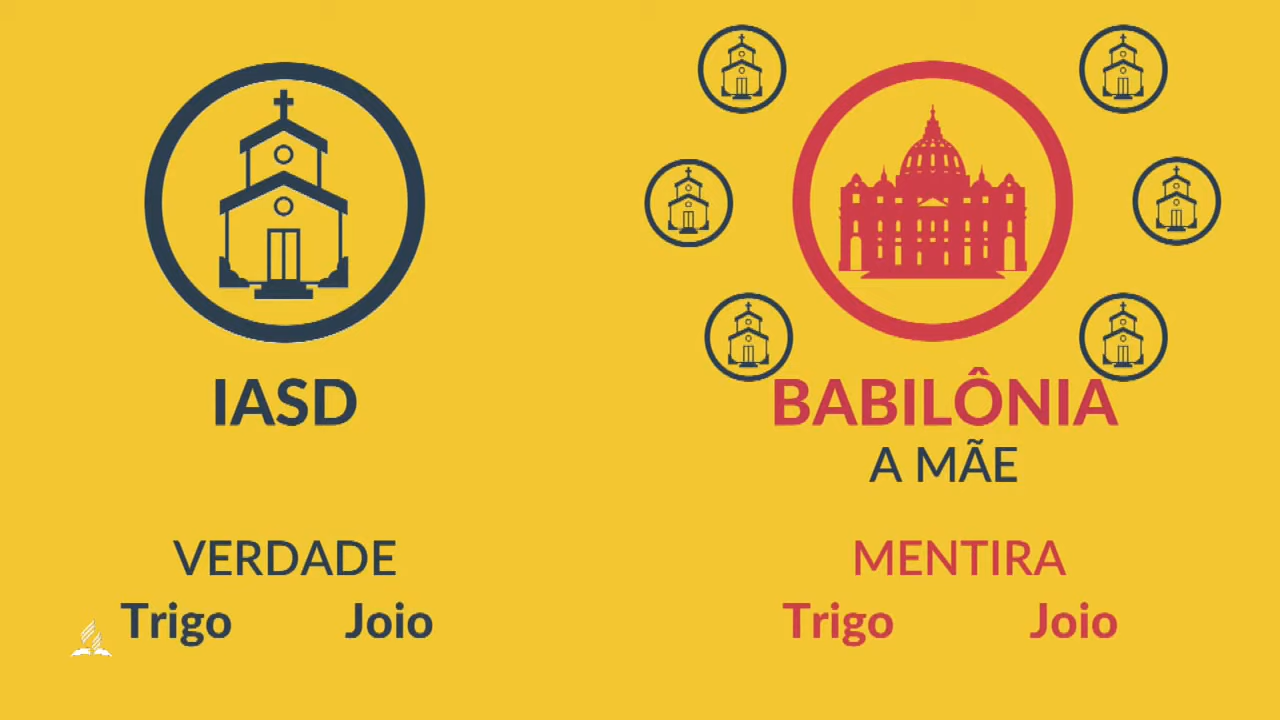 IASD
VERDADE
Trigo Joio
BABILÔNIA
A MÃE
MENTIRA
Trigo Joio